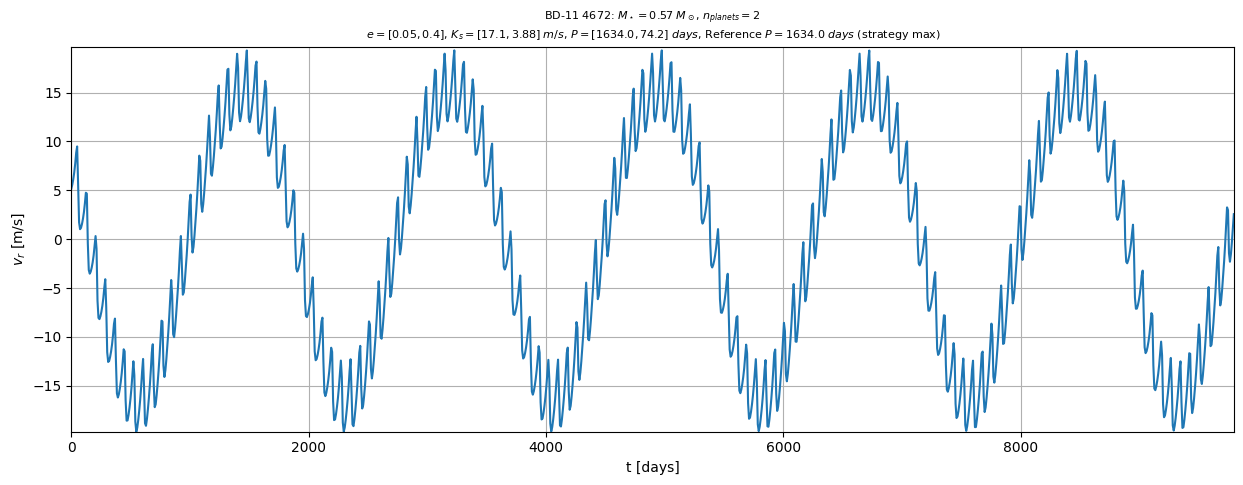 BD-11 4672: $M_\star = 0.57\ M_\odot$, $n_{planets} = 2$
$e = [0.05, 0.4]$, $K_s = [17.1, 3.88]\ m/s$, $P = [1634.0, 74.2]\ days$, Reference $P = 1634.0\ days$ (strategy max)
15
10
5
0
−5
−10
−15
$v_r$ [m/s]
0 2000 4000 6000 8000
t [days]